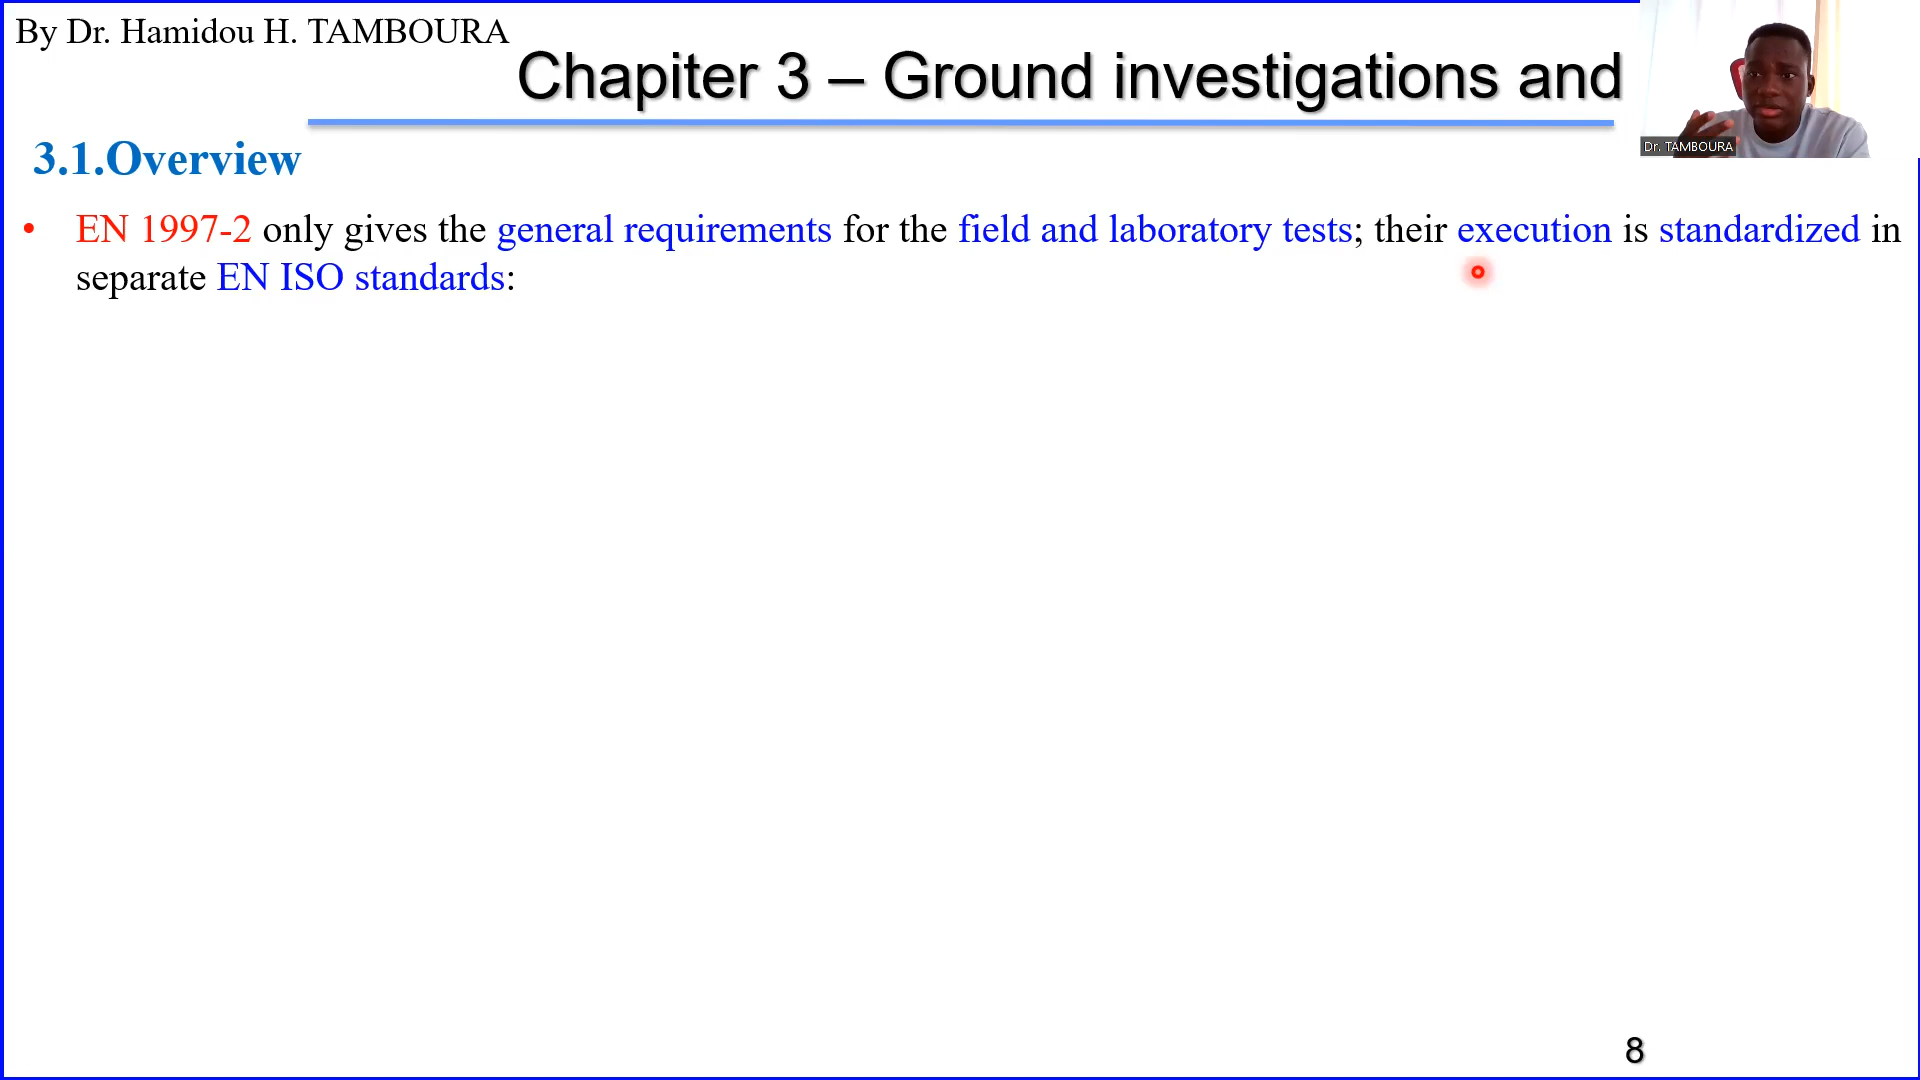 By Dr. Hamidou H. TAMBOURA
Chapiter 3 – Ground investigations and
Dr. TAMBOURA
3.1.Overview
• EN 1997-2 only gives the general requirements for the field and laboratory tests; their execution is standardized in
separate EN ISO standards:
8